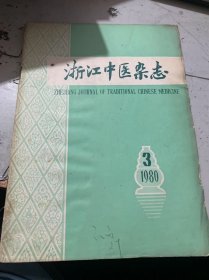 浙江中医杂志
ZHEJIANG JOURNAL OF TRADITIONAL CHINESE MEDICINE
3
1980